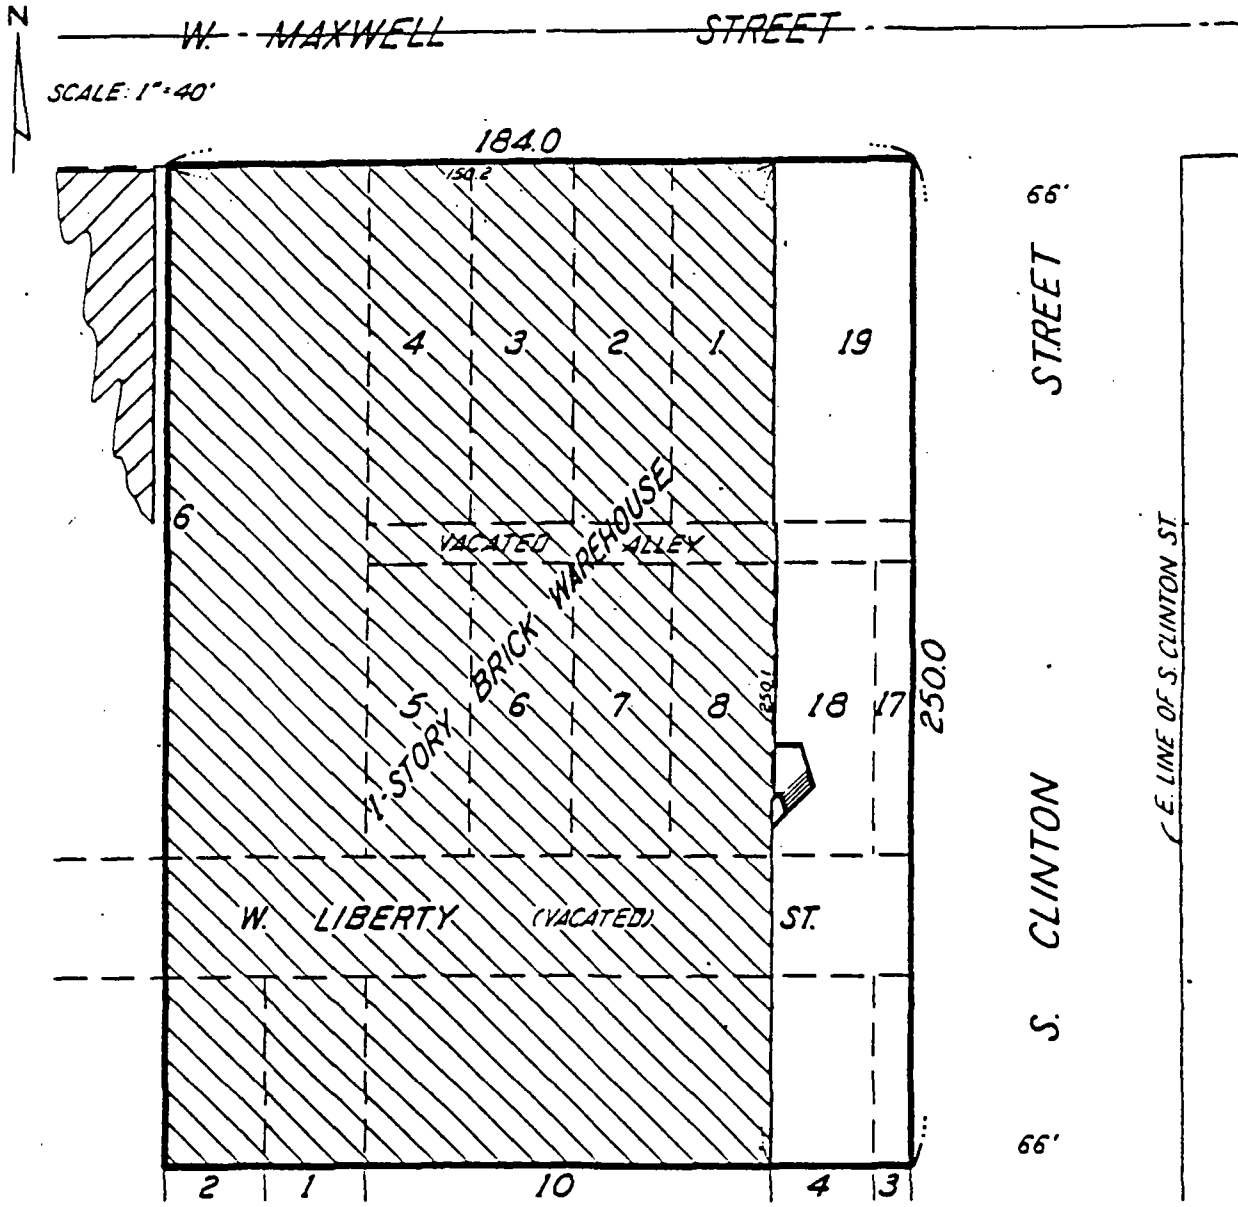 N
W. MAXWELL STREET
SCALE: 1"=40'
184.0
150.2
66'
4 3 2 1 19
STREET
6
VACATED ALLEY
1-STORY BRICK WAREHOUSE
E. LINE OF S. CLINTON ST.
250.0
250.1
5 6 7 8 18 17
S. CLINTON
W. LIBERTY (VACATED) ST.
66'
2 1 10 4 3